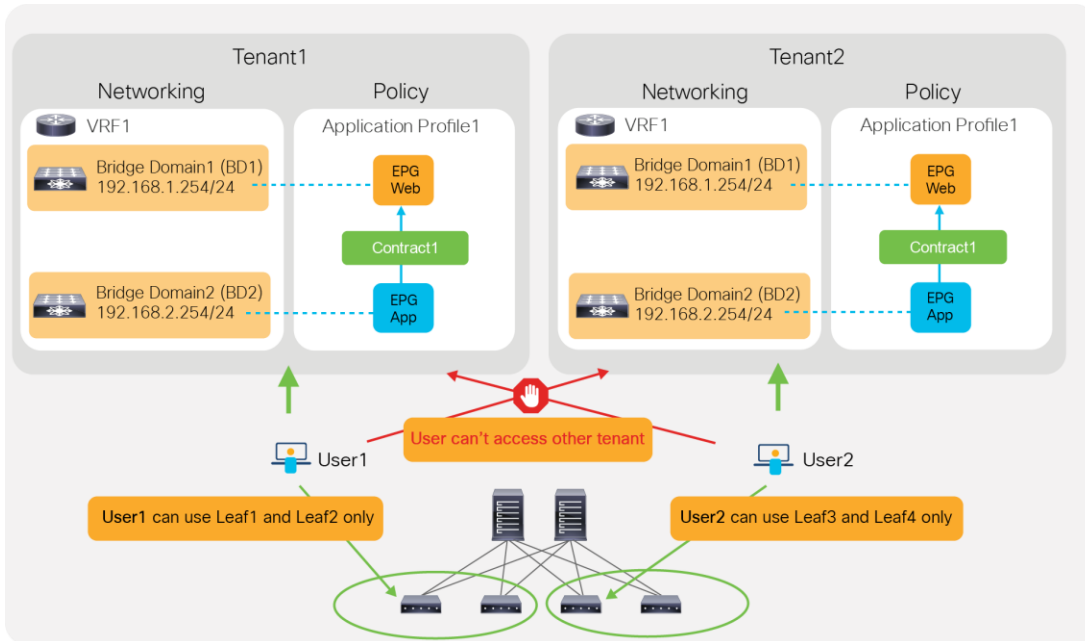 Tenant1
Networking
Policy
VRF1
Application Profile1
Bridge Domain1 (BD1)
192.168.1.254/24
EPG
Web
Contract1
Bridge Domain2 (BD2)
192.168.2.254/24
EPG
App
Tenant2
Networking
Policy
VRF1
Application Profile1
Bridge Domain1 (BD1)
192.168.1.254/24
EPG
Web
Contract1
Bridge Domain2 (BD2)
192.168.2.254/24
EPG
App
User can't access other tenant
User1
User2
User1 can use Leaf1 and Leaf2 only
User2 can use Leaf3 and Leaf4 only